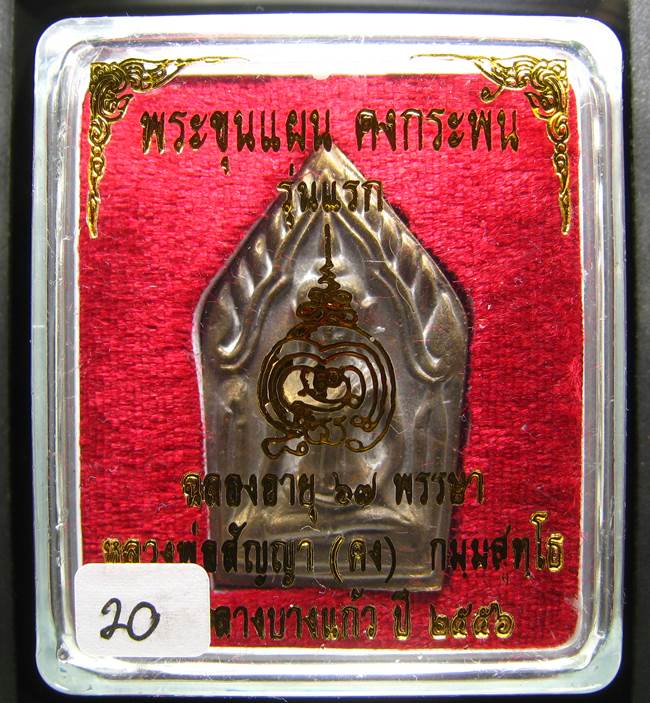 พระขุนแผน คงกระพัน
รุ่นแรก
ฉลองอายุ ๖๗ พรรษา
หลวงพ่อสัญญา (คง) กมฺมสุทฺโธ
ลางบางแก้ว ปี ๒๕๕๖
20